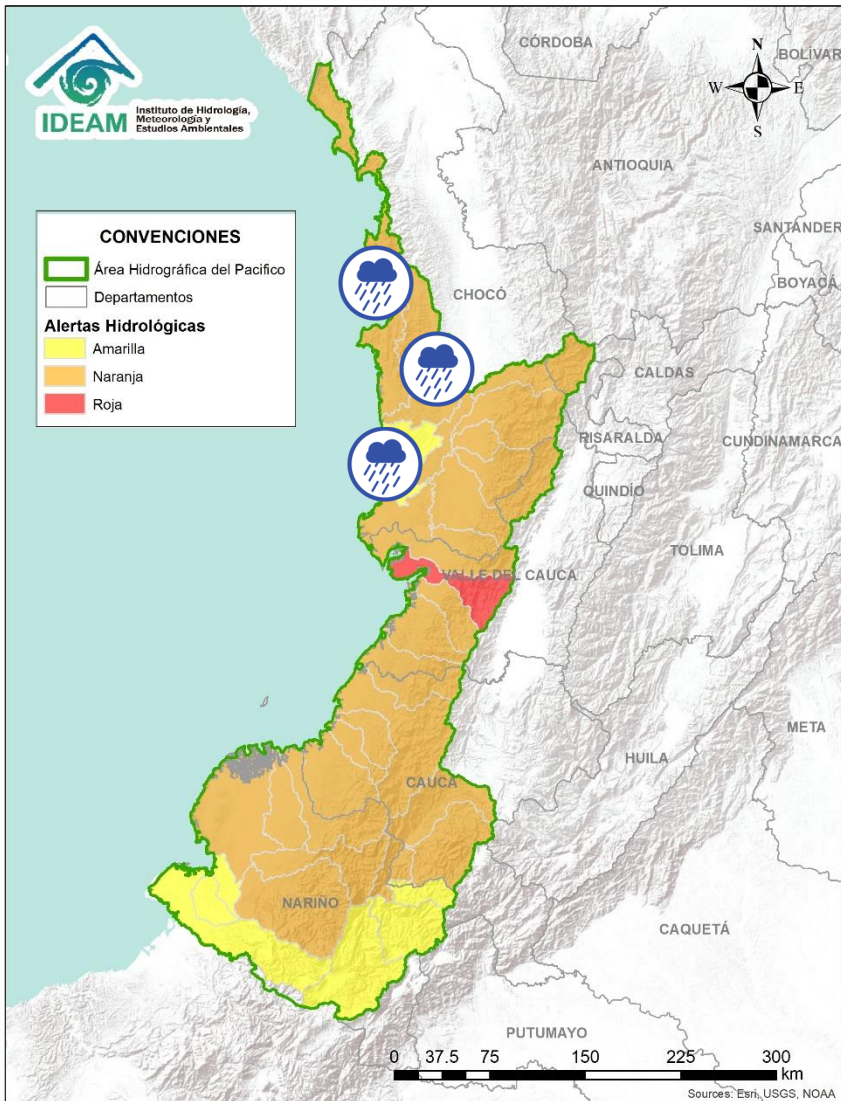 IDEAM
Instituto de Hidrología,
Meteorología y
Estudios Ambientales
CÓRDOBA
BOLÍVAR
N
W
E
S
ANTIOQUIA
SANTANDER
BOYACÁ
CONVENCIONES
Área Hidrográfica del Pacifico
Departamentos
Alertas Hidrológicas
Amarilla
Naranja
Roja
CHOCÓ
CALDAS
RISARALDA
CUNDINAMARCA
QUINDÍO
TOLIMA
VALLE DEL CAUCA
META
HUILA
CAUCA
NARIÑO
CAQUETÁ
PUTUMAYO
0 37.5 75 150 225 300
km
Sources: Esri, USGS, NOAA